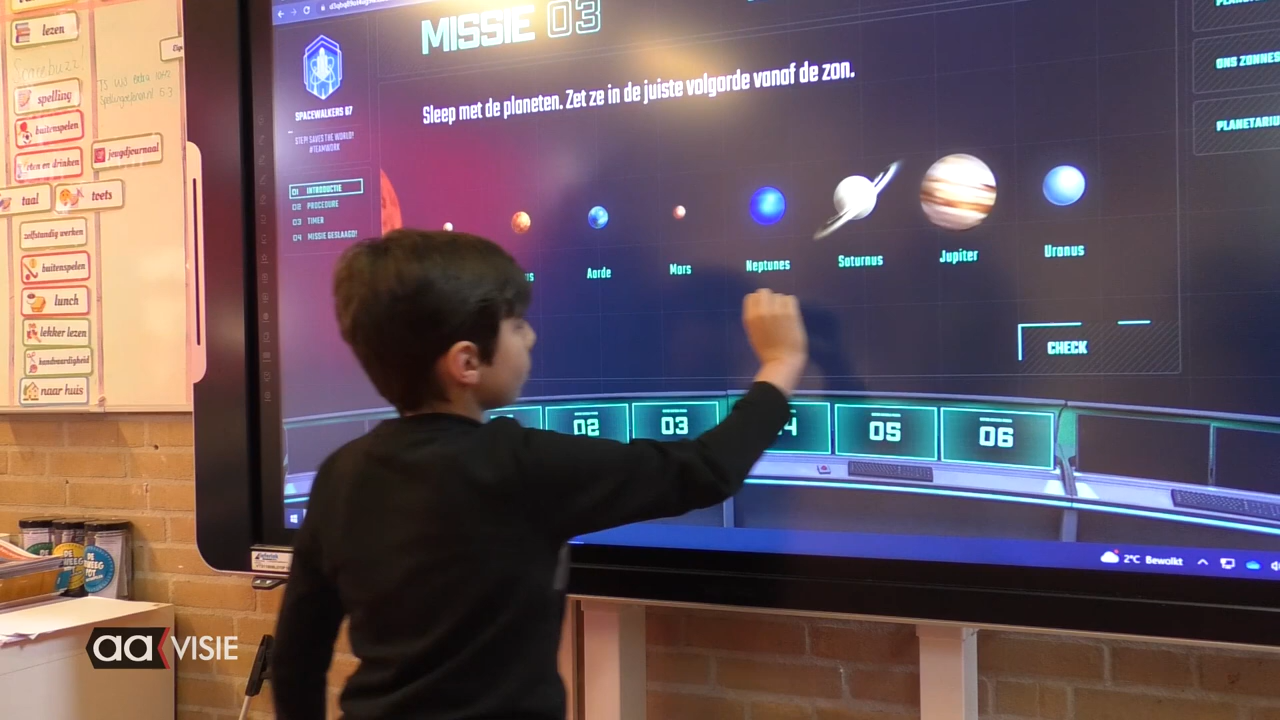 lezen
Spacebuzz
spelling
buitenspelen
jeugdjournaal
eten en drinken
taal
toets
zelfstandig werken
buitenspelen
lunch
lekker lezen
handvaardigheid
naar huis
MISSIE 03
Sleep met de planeten. Zet ze in de juiste volgorde vanaf de zon.
SPACEWALKERS 67
STEP! SAVES THE WORLD!
#TEAMWORK
01 INTRODUCTIE
02 PROCEDURE
03 TIMER
04 MISSIE GESLAAGD!
ONS ZONNES
PLANETARIU
Aarde
Mars
Neptunes
Saturnus
Jupiter
Uranus
CHECK
02
03
05
06
2°C Bewolkt
aa VISIE